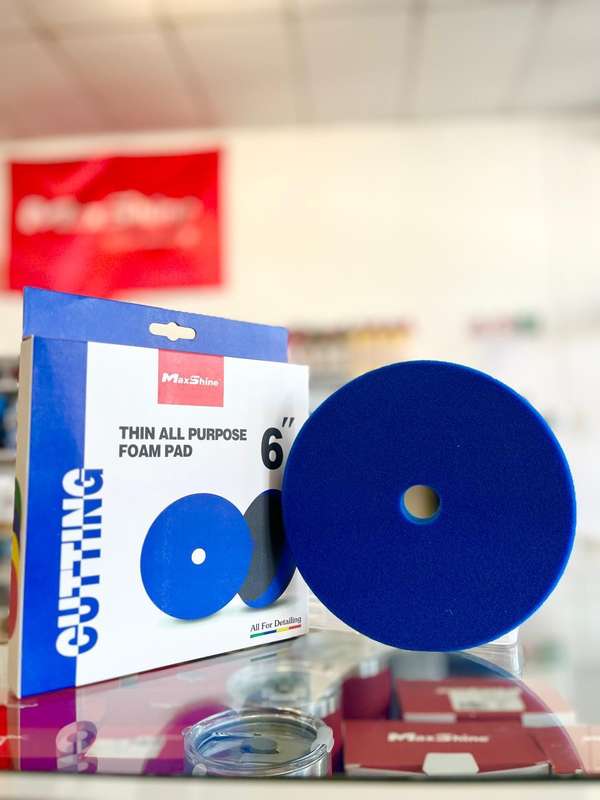 MaxShine
THIN ALL PURPOSE
FOAM PAD
6"
CUTTING
All For Detailing
MaxShine